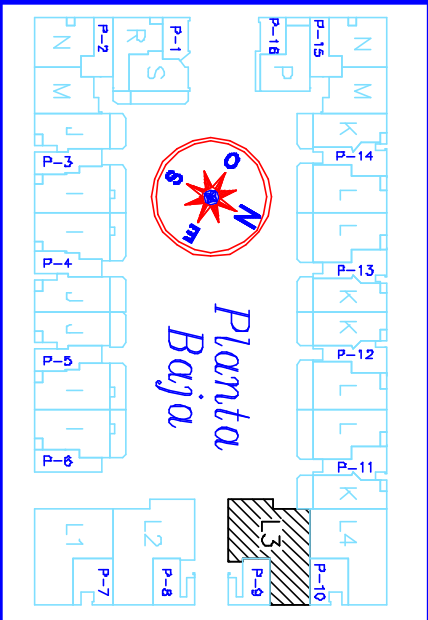 N
P-2
R
S
P-1
P-16
P
P-15
N
M
M
J
K
P-3
P-14
I
L
I
L
P-4
P-13
J
K
J
K
P-5
P-12
I
L
I
L
P-6
P-11
K
O
S
N
E
Planta
Baja
L1
L2
L3
L4
P-7
P-8
P-9
P-10